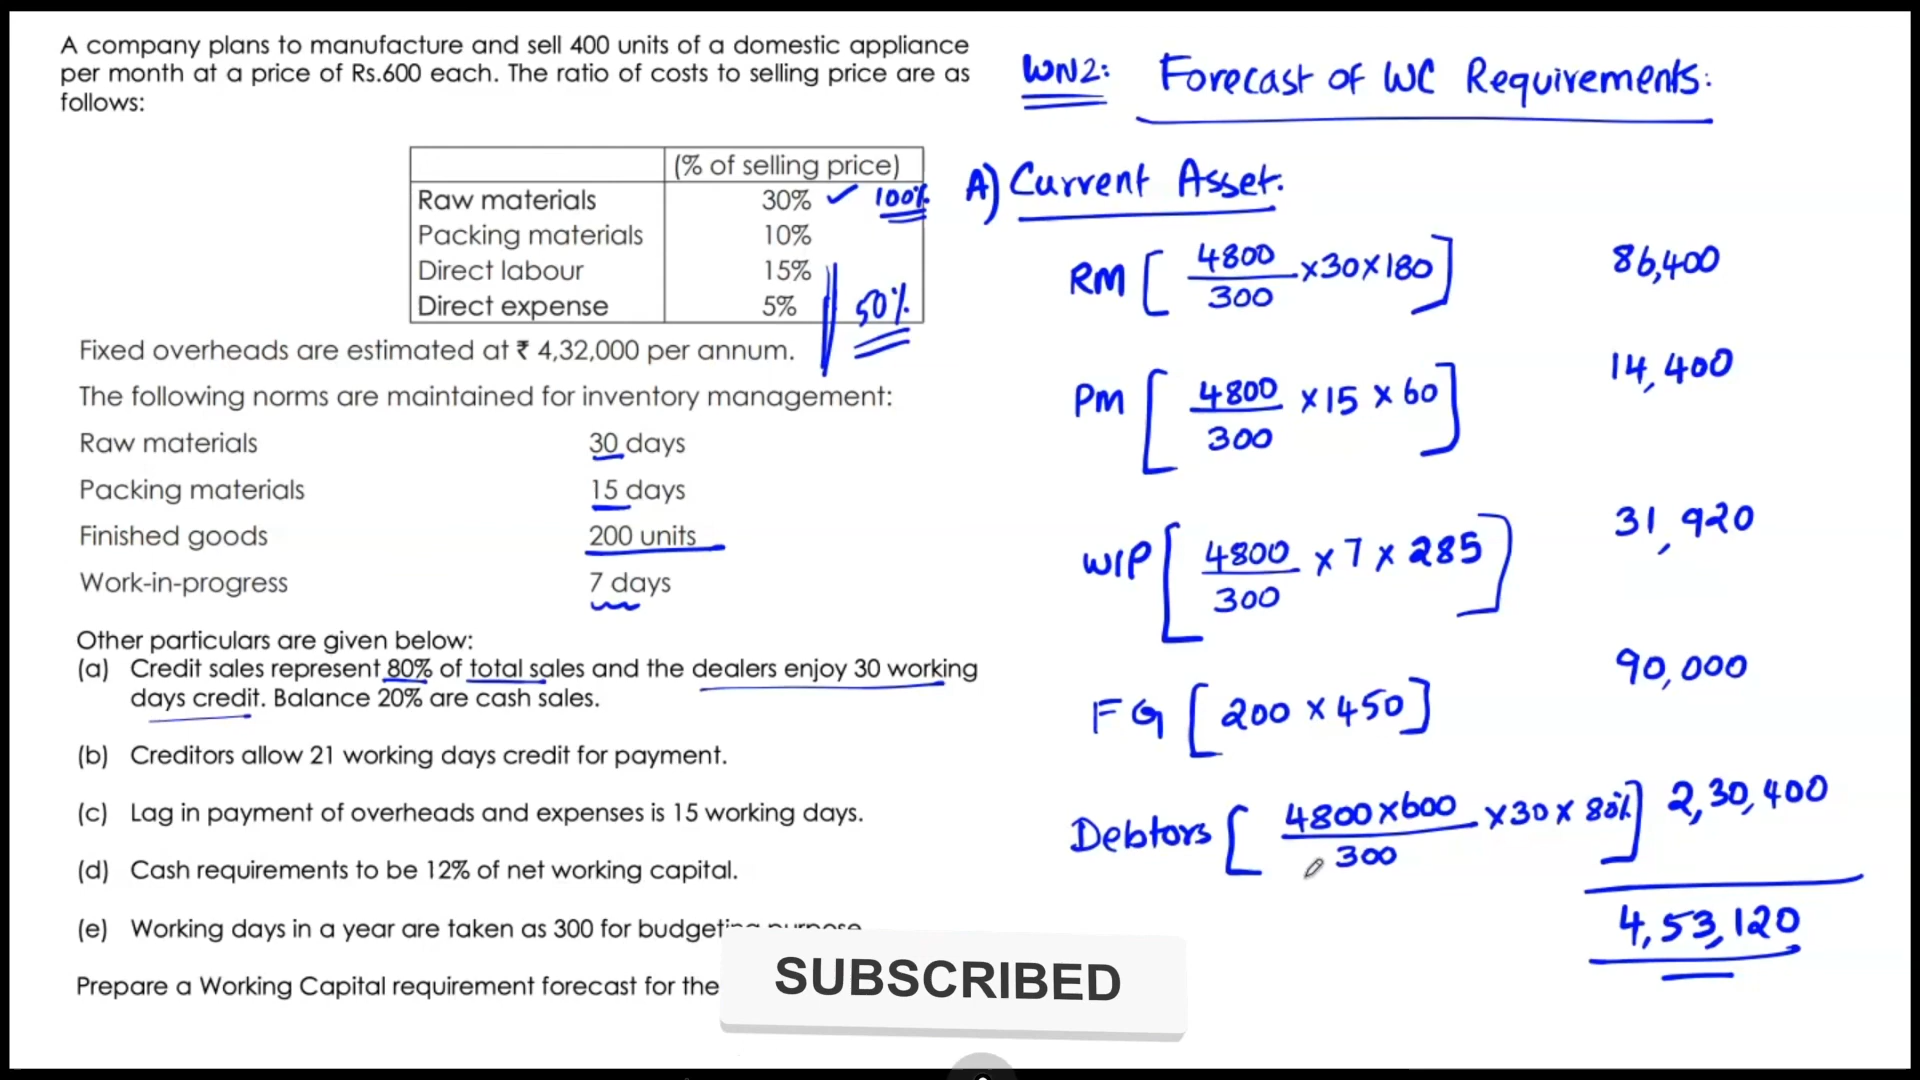 A company plans to manufacture and sell 400 units of a domestic appliance
per month at a price of Rs.600 each. The ratio of costs to selling price are as
follows:
(% of selling price)
Raw materials 30% ✓ 100%
Packing materials 10%
Direct labour 15%
Direct expense 5% 50%
Fixed overheads are estimated at ₹ 4,32,000 per annum.
The following norms are maintained for inventory management:
Raw materials 30 days
Packing materials 15 days
Finished goods 200 units
Work-in-progress 7 days
Other particulars are given below:
(a) Credit sales represent 80% of total sales and the dealers enjoy 30 working
days credit. Balance 20% are cash sales.
(b) Creditors allow 21 working days credit for payment.
(c) Lag in payment of overheads and expenses is 15 working days.
(d) Cash requirements to be 12% of net working capital.
(e) Working days in a year are taken as 300 for budgeting purpose
Prepare a Working Capital requirement forecast for the
WN2: Forecast of WC Requirements:
A) Current Asset.
RM [ 4800/300 x30x180 ] 86,400
PM [ 4800/300 x 15 x 60 ] 14,400
WIP [ 4800/300 x 7 x 285 ] 31,920
FG [ 200 x 450 ] 90,000
Debtors [ 4800x600/300 x30x 80% ] 2,30,400
4,53,120
SUBSCRIBED